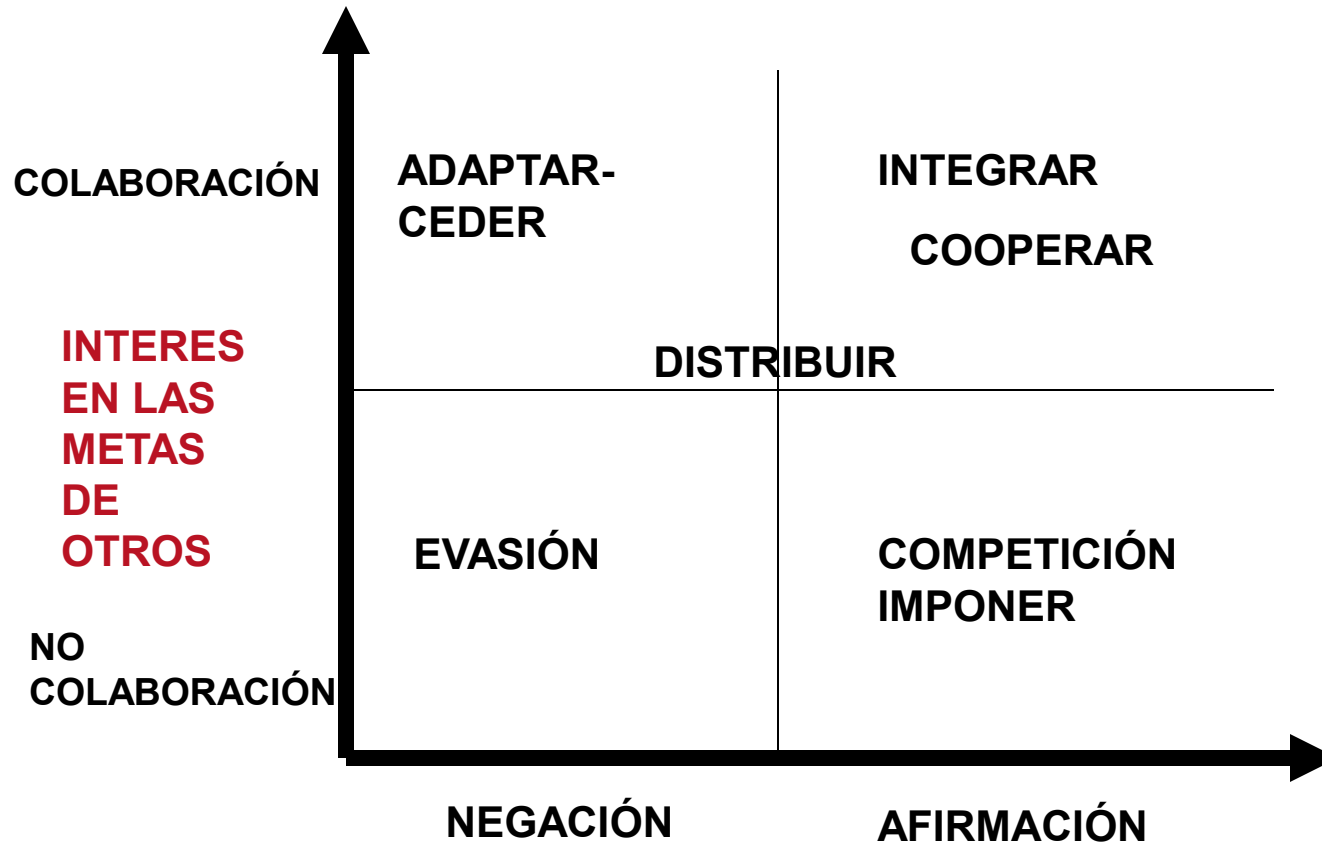 COLABORACIÓN
ADAPTAR-
CEDER
INTEGRAR
COOPERAR
INTERES
EN LAS
METAS
DE
OTROS
DISTRIBUIR
EVASIÓN
COMPETICIÓN
IMPONER
NO
COLABORACIÓN
NEGACIÓN
AFIRMACIÓN